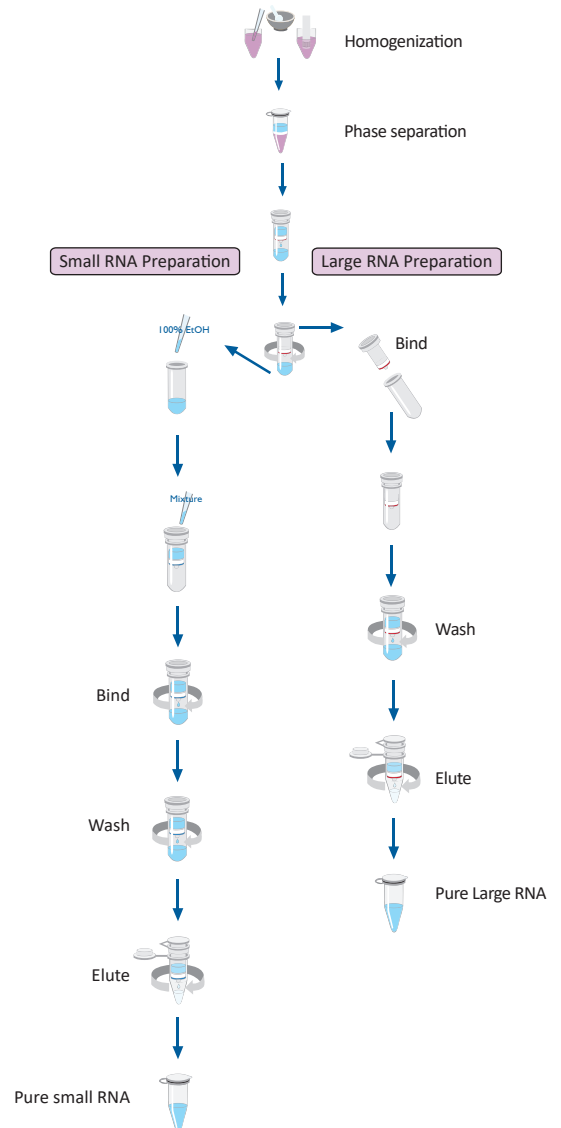 Homogenization
Phase separation
Small RNA Preparation
Large RNA Preparation
100% EtOH
Bind
Mixture
Wash
Bind
Elute
Wash
Pure Large RNA
Elute
Pure small RNA